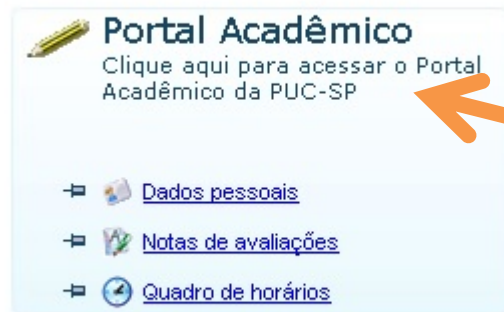 Portal Acadêmico
Clique aqui para acessar o Portal
Acadêmico da PUC-SP
Dados pessoais
Notas de avaliações
Quadro de horários